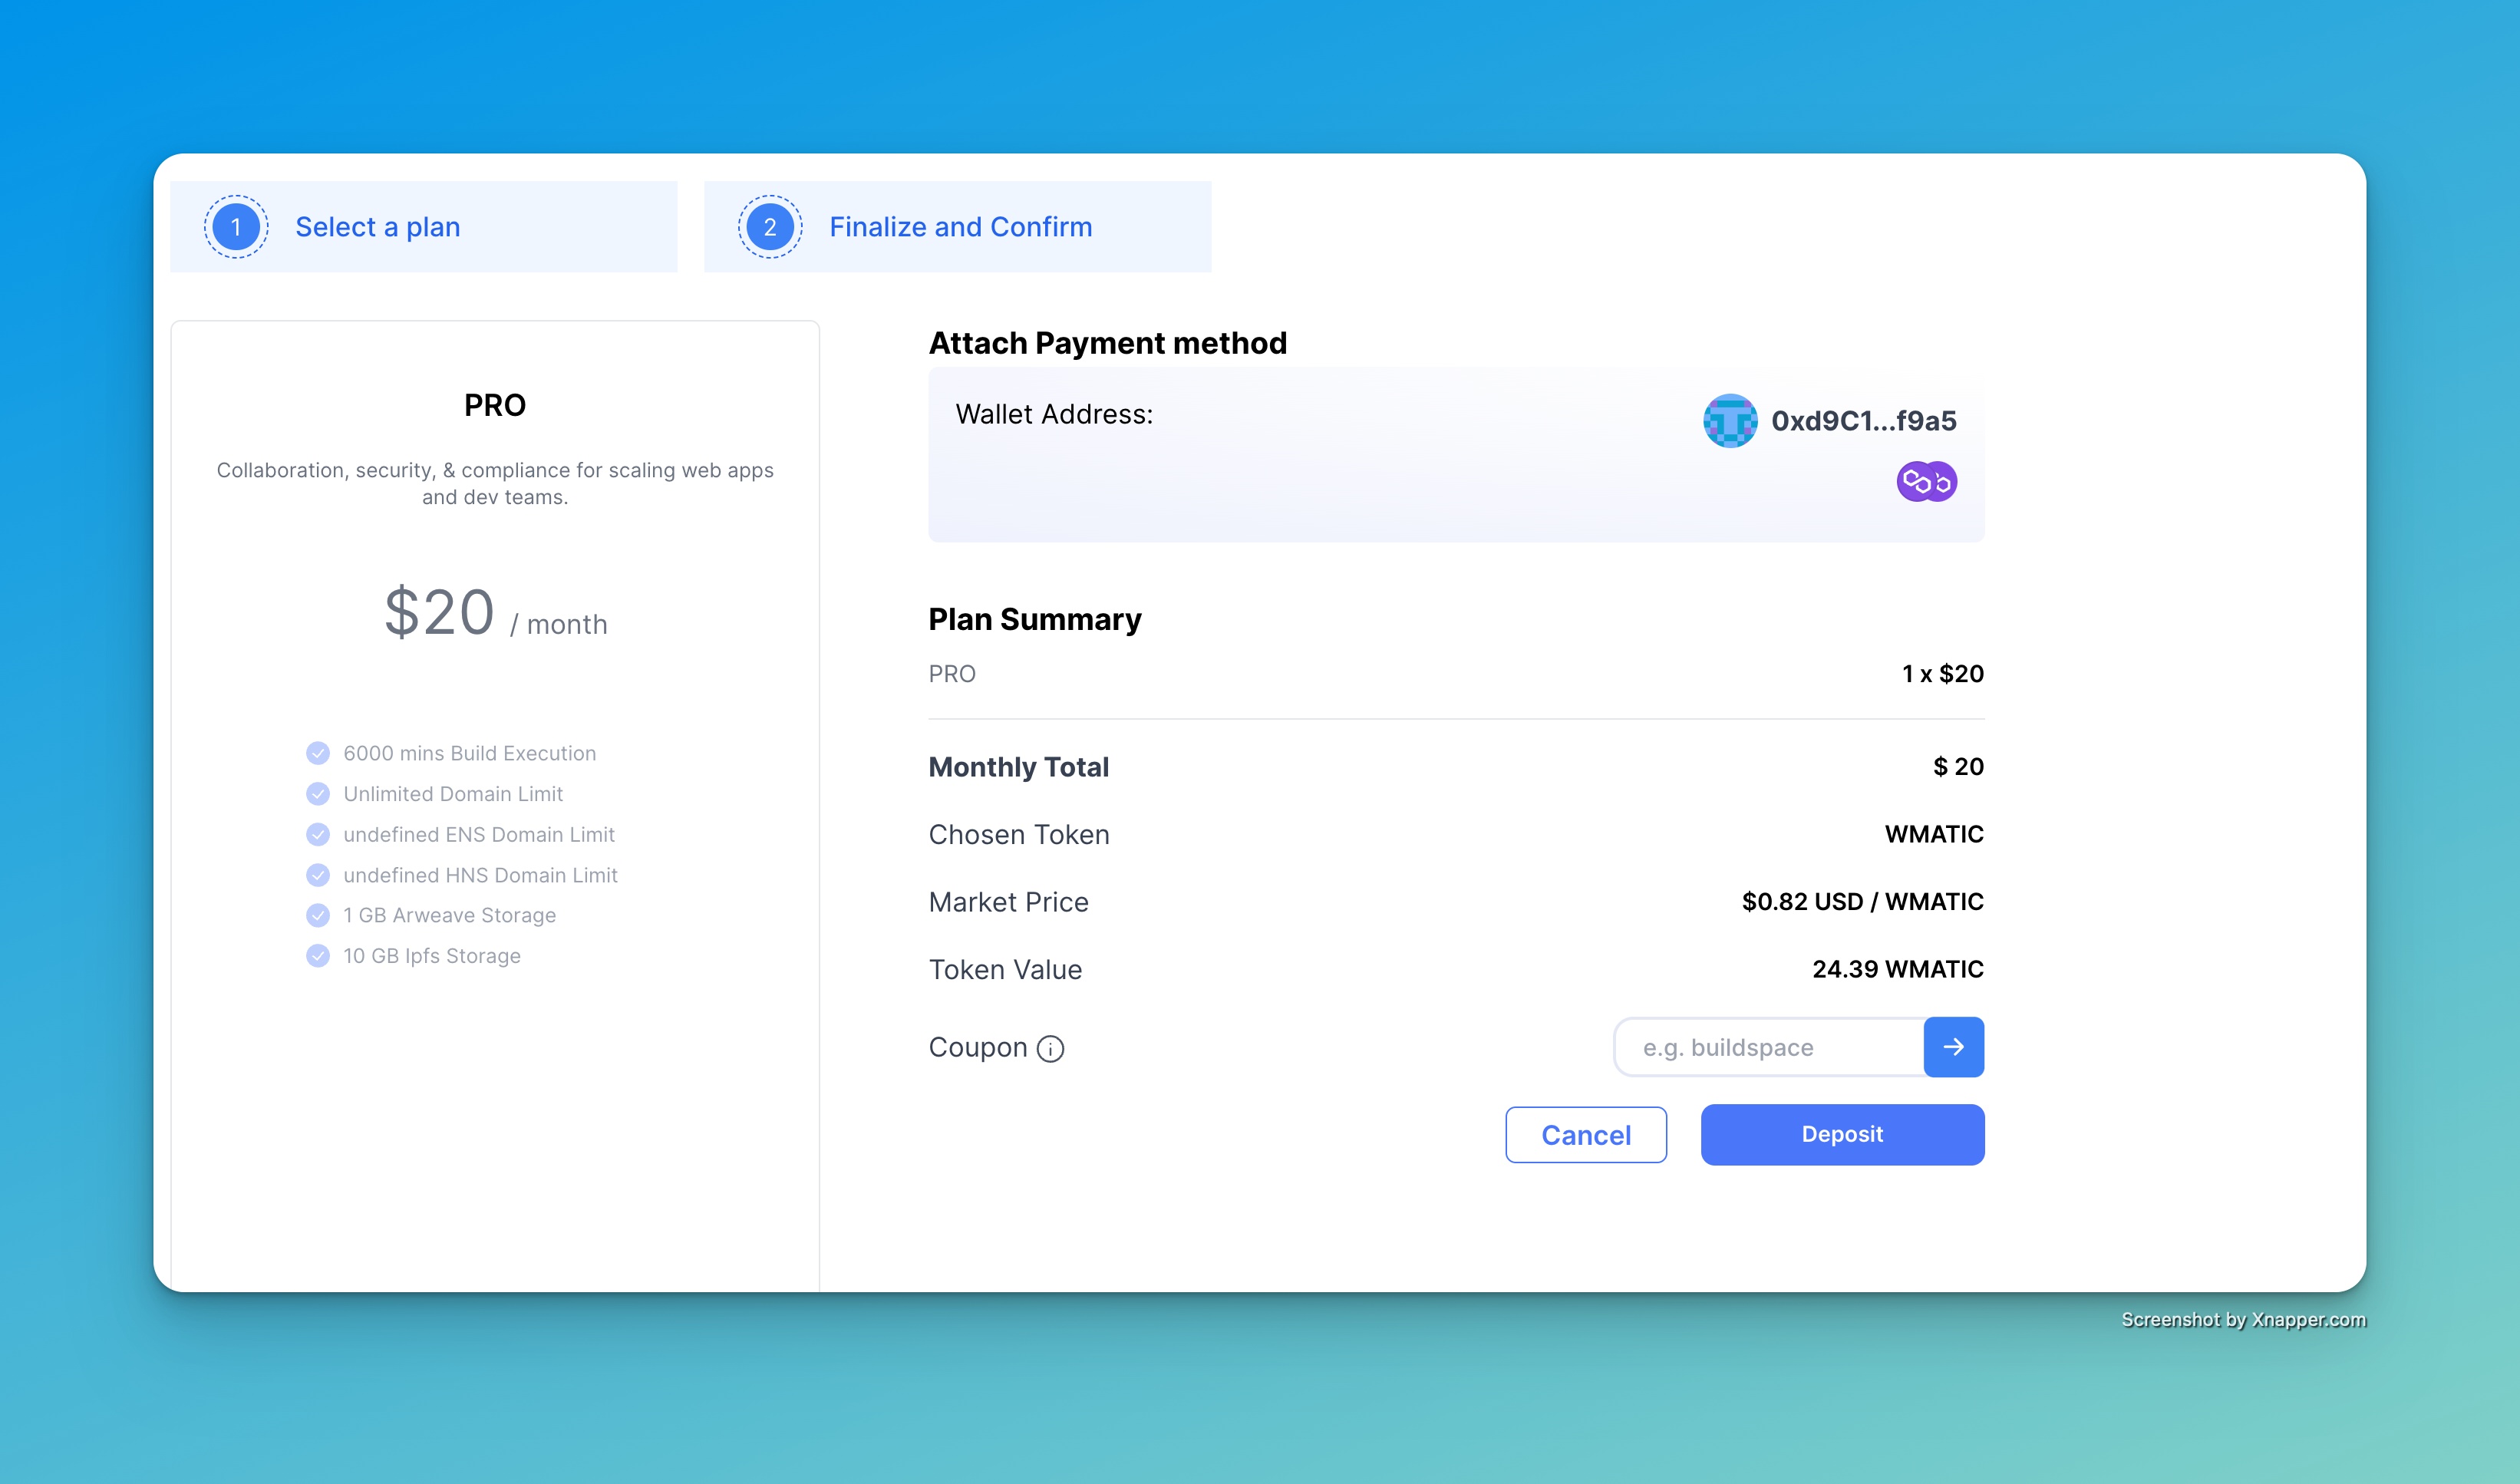 1 Select a plan
2 Finalize and Confirm
PRO
Collaboration, security, & compliance for scaling web apps
and dev teams.
$20 / month
6000 mins Build Execution
Unlimited Domain Limit
undefined ENS Domain Limit
undefined HNS Domain Limit
1 GB Arweave Storage
10 GB Ipfs Storage
Attach Payment method
Wallet Address: 0xd9C1...f9a5
Plan Summary
PRO 1 x $20
Monthly Total $ 20
Chosen Token WMATIC
Market Price $0.82 USD / WMATIC
Token Value 24.39 WMATIC
Coupon e.g. buildspace
Cancel Deposit
Screenshot by Xnapper.com